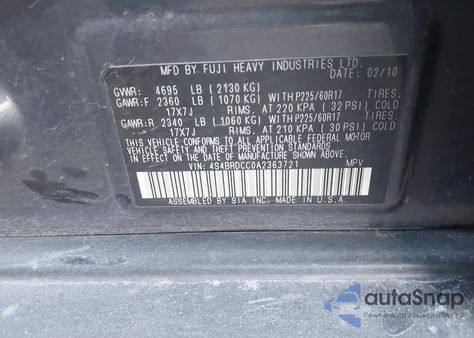 MFD BY FUJI HEAVY INDUSTRIES LTD.
DATE 02/10
GVWR: 4695 LB (2130 KG)
GAWR:F 2360 LB (1070 KG) WITH P225/60R17 TIRES.
17X7J RIMS. AT 220 KPA (32 PSI) COLD
GAWR:R 2340 LB (1060 KG) WITH P225/60R17 TIRES.
17X7J RIMS. AT 210 KPA (30 PSI) COLD
THIS VEHICLE CONFORMS TO ALL APPLICABLE FEDERAL MOTOR
VEHICLE SAFETY AND THEFT PREVENTION STANDARDS IN
EFFECT ON THE DATE OF MANUFACTURE SHOWN ABOVE.
VIN: 4S4BRDCC0A2363721 MPV
ASSEMBLED BY SIA INC. MADE IN U.S.A.
autoSnap
Pewne auto z aukcji w USA